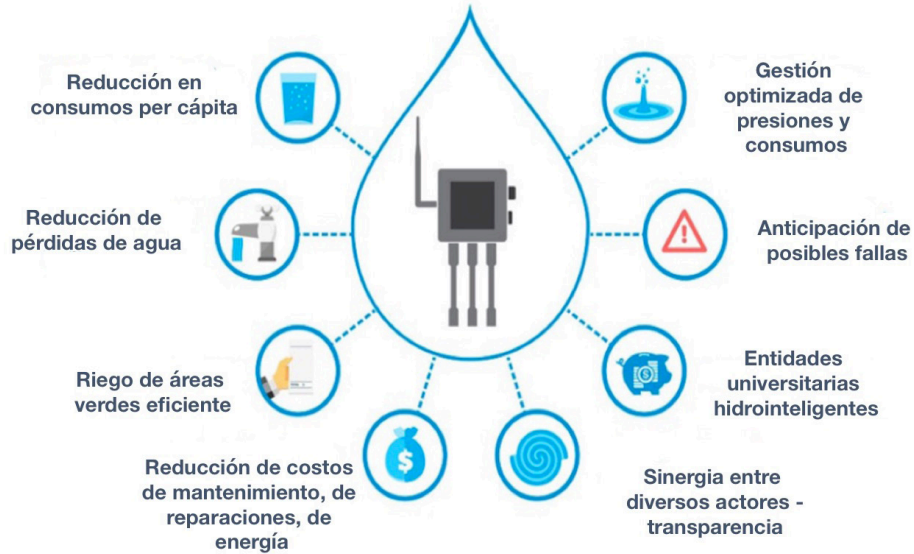 Reducción en
consumos per cápita
Reducción de
pérdidas de agua
Riego de áreas
verdes eficiente
Reducción de costos
de mantenimiento, de
reparaciones, de
energía
Gestión
optimizada de
presiones y
consumos
Anticipación de
posibles fallas
Entidades
universitarias
hidrointeligentes
Sinergia entre
diversos actores -
transparencia
$
$